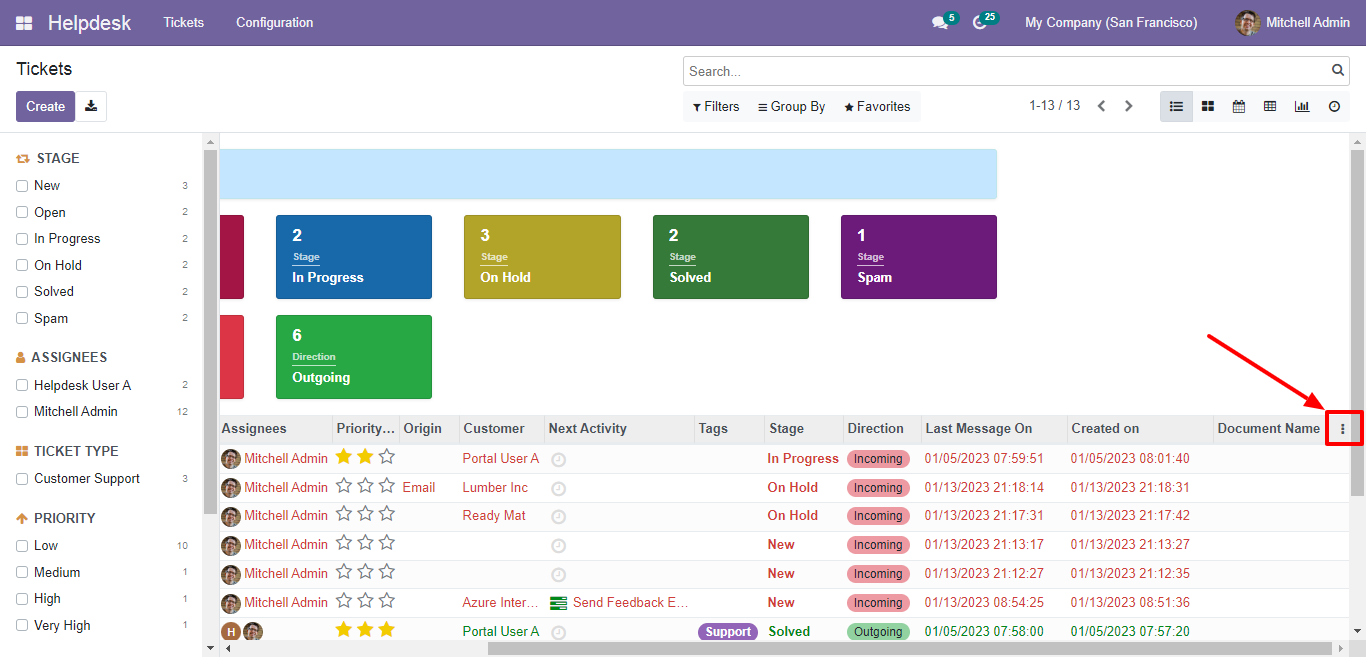 Helpdesk Tickets Configuration 5 25 My Company (San Francisco) Mitchell Admin
Tickets
Search...
Create
Filters Group By Favorites 1-13 / 13
STAGE
New 3
Open 2
In Progress 2
On Hold 2
Solved 2
Spam 2
ASSIGNEES
Helpdesk User A 2
Mitchell Admin 12
TICKET TYPE
Customer Support 3
PRIORITY
Low 10
Medium 1
High 1
Very High 1
2
Stage
In Progress
3
Stage
On Hold
2
Stage
Solved
1
Stage
Spam
6
Direction
Outgoing
Assignees Priority... Origin Customer Next Activity Tags Stage Direction Last Message On Created on Document Name
Mitchell Admin Portal User A In Progress Incoming 01/05/2023 07:59:51 01/05/2023 08:01:40
Mitchell Admin Email Lumber Inc On Hold Incoming 01/13/2023 21:18:14 01/13/2023 21:18:31
Mitchell Admin Ready Mat On Hold Incoming 01/13/2023 21:17:31 01/13/2023 21:17:42
Mitchell Admin New Incoming 01/13/2023 21:13:17 01/13/2023 21:13:27
Mitchell Admin New Incoming 01/13/2023 21:12:27 01/13/2023 21:12:35
Mitchell Admin Azure Inter... Send Feedback E... New Incoming 01/13/2023 08:54:25 01/13/2023 08:51:36
H Portal User A Support Solved Outgoing 01/05/2023 07:58:00 01/05/2023 07:57:20